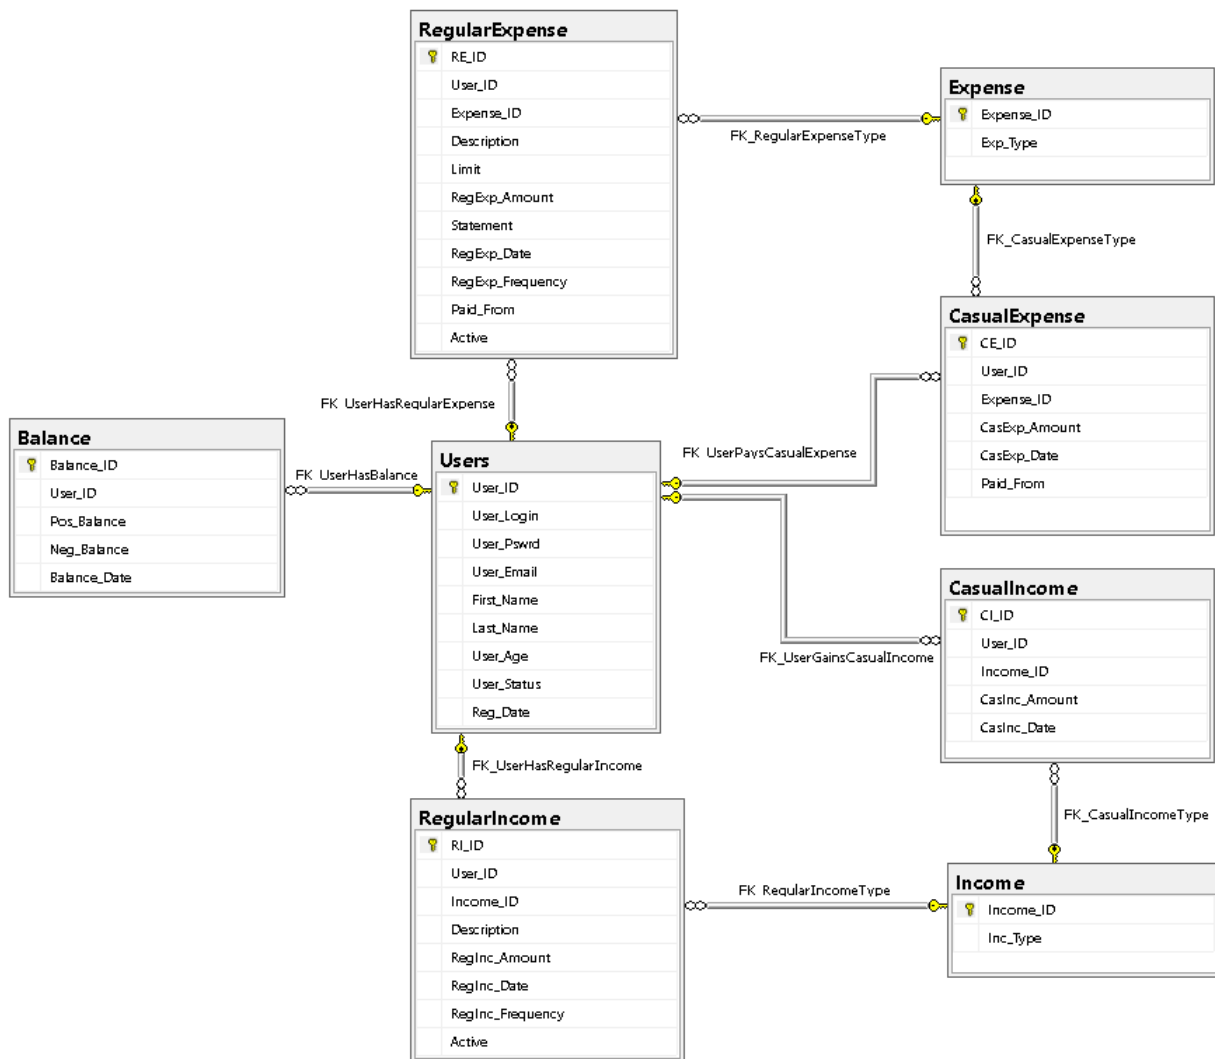 RegularExpense
RE_ID
User_ID
Expense_ID
Description
Limit
RegExp_Amount
Statement
RegExp_Date
RegExp_Frequency
Paid_From
Active
Expense
Expense_ID
Exp_Type
FK_RegularExpenseType
FK_CasualExpenseType
CasualExpense
CE_ID
User_ID
Expense_ID
CasExp_Amount
CasExp_Date
Paid_From
FK_UserHasRegularExpense
Balance
Balance_ID
User_ID
Pos_Balance
Neg_Balance
Balance_Date
FK_UserHasBalance
Users
User_ID
User_Login
User_Pswrd
User_Email
First_Name
Last_Name
User_Age
User_Status
Reg_Date
FK_UserPaysCasualExpense
FK_UserGainsCasualIncome
CasualIncome
CI_ID
User_ID
Income_ID
CasInc_Amount
CasInc_Date
FK_UserHasRegularIncome
FK_CasualIncomeType
RegularIncome
RI_ID
User_ID
Income_ID
Description
RegInc_Amount
RegInc_Date
RegInc_Frequency
Active
FK_RegularIncomeType
Income
Income_ID
Inc_Type